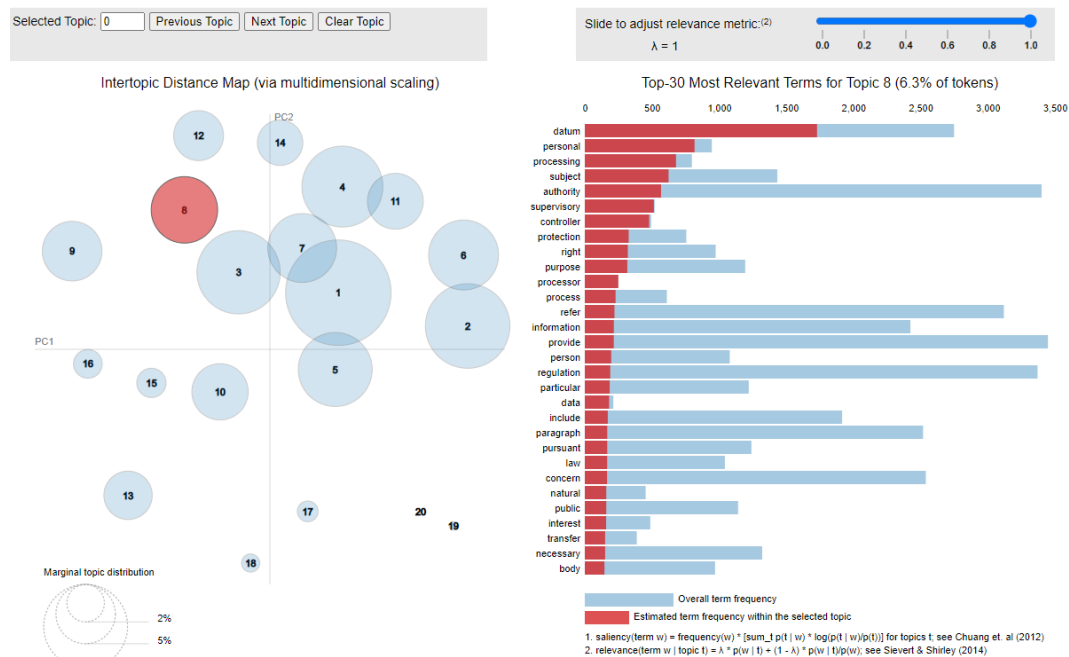 Selected Topic: 0 Previous Topic Next Topic Clear Topic
Slide to adjust relevance metric:(2)
λ = 1
0.0 0.2 0.4 0.6 0.8 1.0
Intertopic Distance Map (via multidimensional scaling)
PC2
PC1
12
14
4
8
11
7
9
6
3
1
2
16
5
15
10
13
17
20
19
18
Marginal topic distribution
2%
5%
Top-30 Most Relevant Terms for Topic 8 (6.3% of tokens)
0 500 1,000 1,500 2,000 2,500 3,000 3,500
datum
personal
processing
subject
authority
supervisory
controller
protection
right
purpose
processor
process
refer
information
provide
person
regulation
particular
data
include
paragraph
pursuant
law
concern
natural
public
interest
transfer
necessary
body
Overall term frequency
Estimated term frequency within the selected topic
1. saliency(term w) = frequency(w) * [sum_t p(t | w) * log(p(t | w)/p(t))] for topics t; see Chuang et. al (2012)
2. relevance(term w | topic t) = λ * p(w | t) + (1 - λ) * p(w | t)/p(w); see Sievert & Shirley (2014)